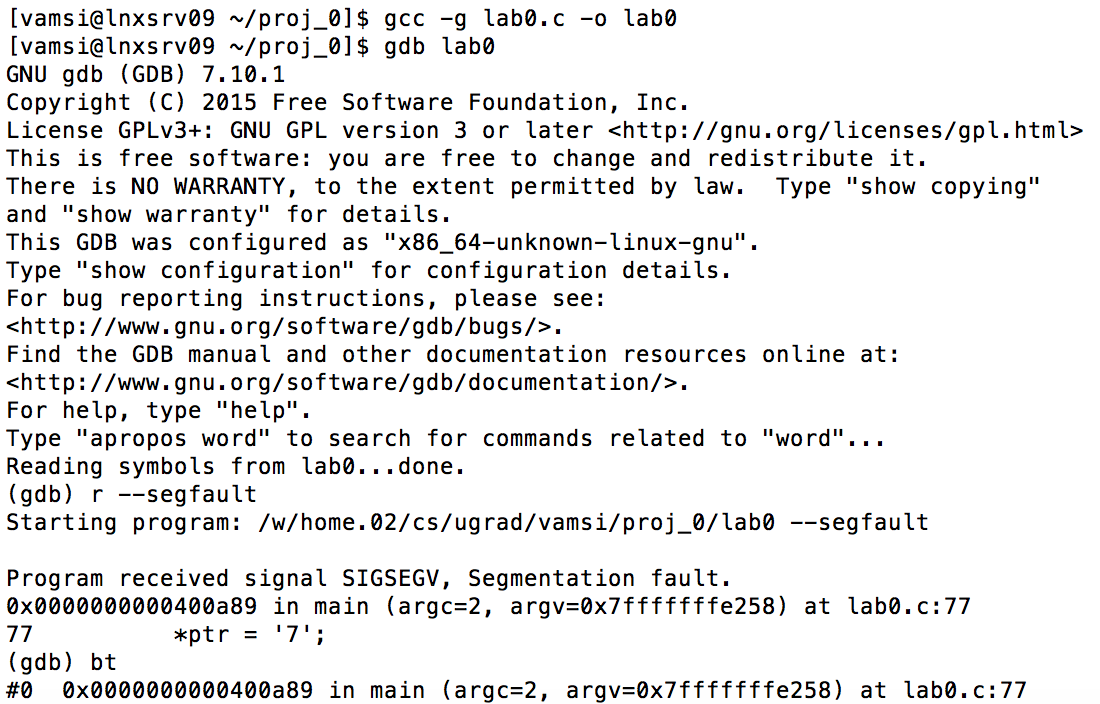 [vamsi@lnxsrv09 ~/proj_0]$ gcc -g lab0.c -o lab0
[vamsi@lnxsrv09 ~/proj_0]$ gdb lab0
GNU gdb (GDB) 7.10.1
Copyright (C) 2015 Free Software Foundation, Inc.
License GPLv3+: GNU GPL version 3 or later <http://gnu.org/licenses/gpl.html>
This is free software: you are free to change and redistribute it.
There is NO WARRANTY, to the extent permitted by law.  Type "show copying"
and "show warranty" for details.
This GDB was configured as "x86_64-unknown-linux-gnu".
Type "show configuration" for configuration details.
For bug reporting instructions, please see:
<http://www.gnu.org/software/gdb/bugs/>.
Find the GDB manual and other documentation resources online at:
<http://www.gnu.org/software/gdb/documentation/>.
For help, type "help".
Type "apropos word" to search for commands related to "word"...
Reading symbols from lab0...done.
(gdb) r --segfault
Starting program: /w/home.02/cs/ugrad/vamsi/proj_0/lab0 --segfault

Program received signal SIGSEGV, Segmentation fault.
0x0000000000400a89 in main (argc=2, argv=0x7fffffffe258) at lab0.c:77
77          *ptr = '7';
(gdb) bt
#0  0x0000000000400a89 in main (argc=2, argv=0x7fffffffe258) at lab0.c:77